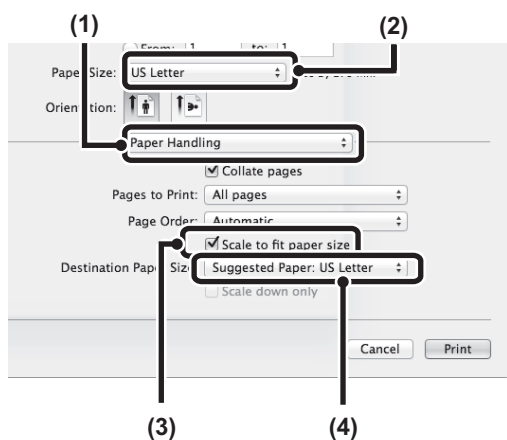 (1)
(2)
From: 1 to: 1
Paper Size: US Letter
Orientation:
Paper Handling
Collate pages
Pages to Print: All pages
Page Order: Automatic
Scale to fit paper size
Destination Paper Size: Suggested Paper: US Letter
Scale down only
Cancel Print
(3)
(4)